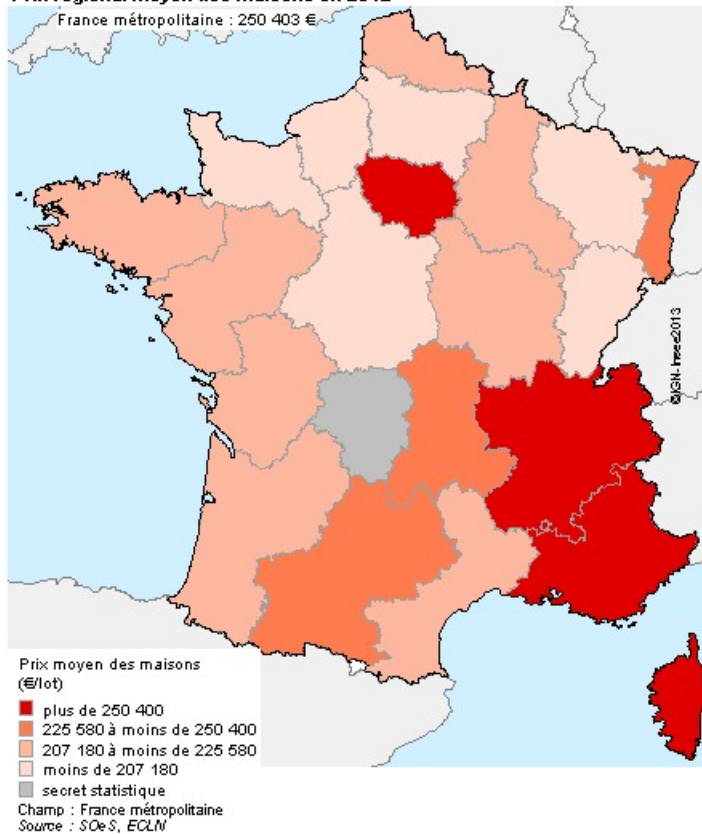 France métropolitaine : 250 403 €
©IGN-Insee2013
Prix moyen des maisons
(€/lot)
plus de 250 400
225 580 à moins de 250 400
207 180 à moins de 225 580
moins de 207 180
secret statistique
Champ : France métropolitaine
Source : SOeS, ECLN